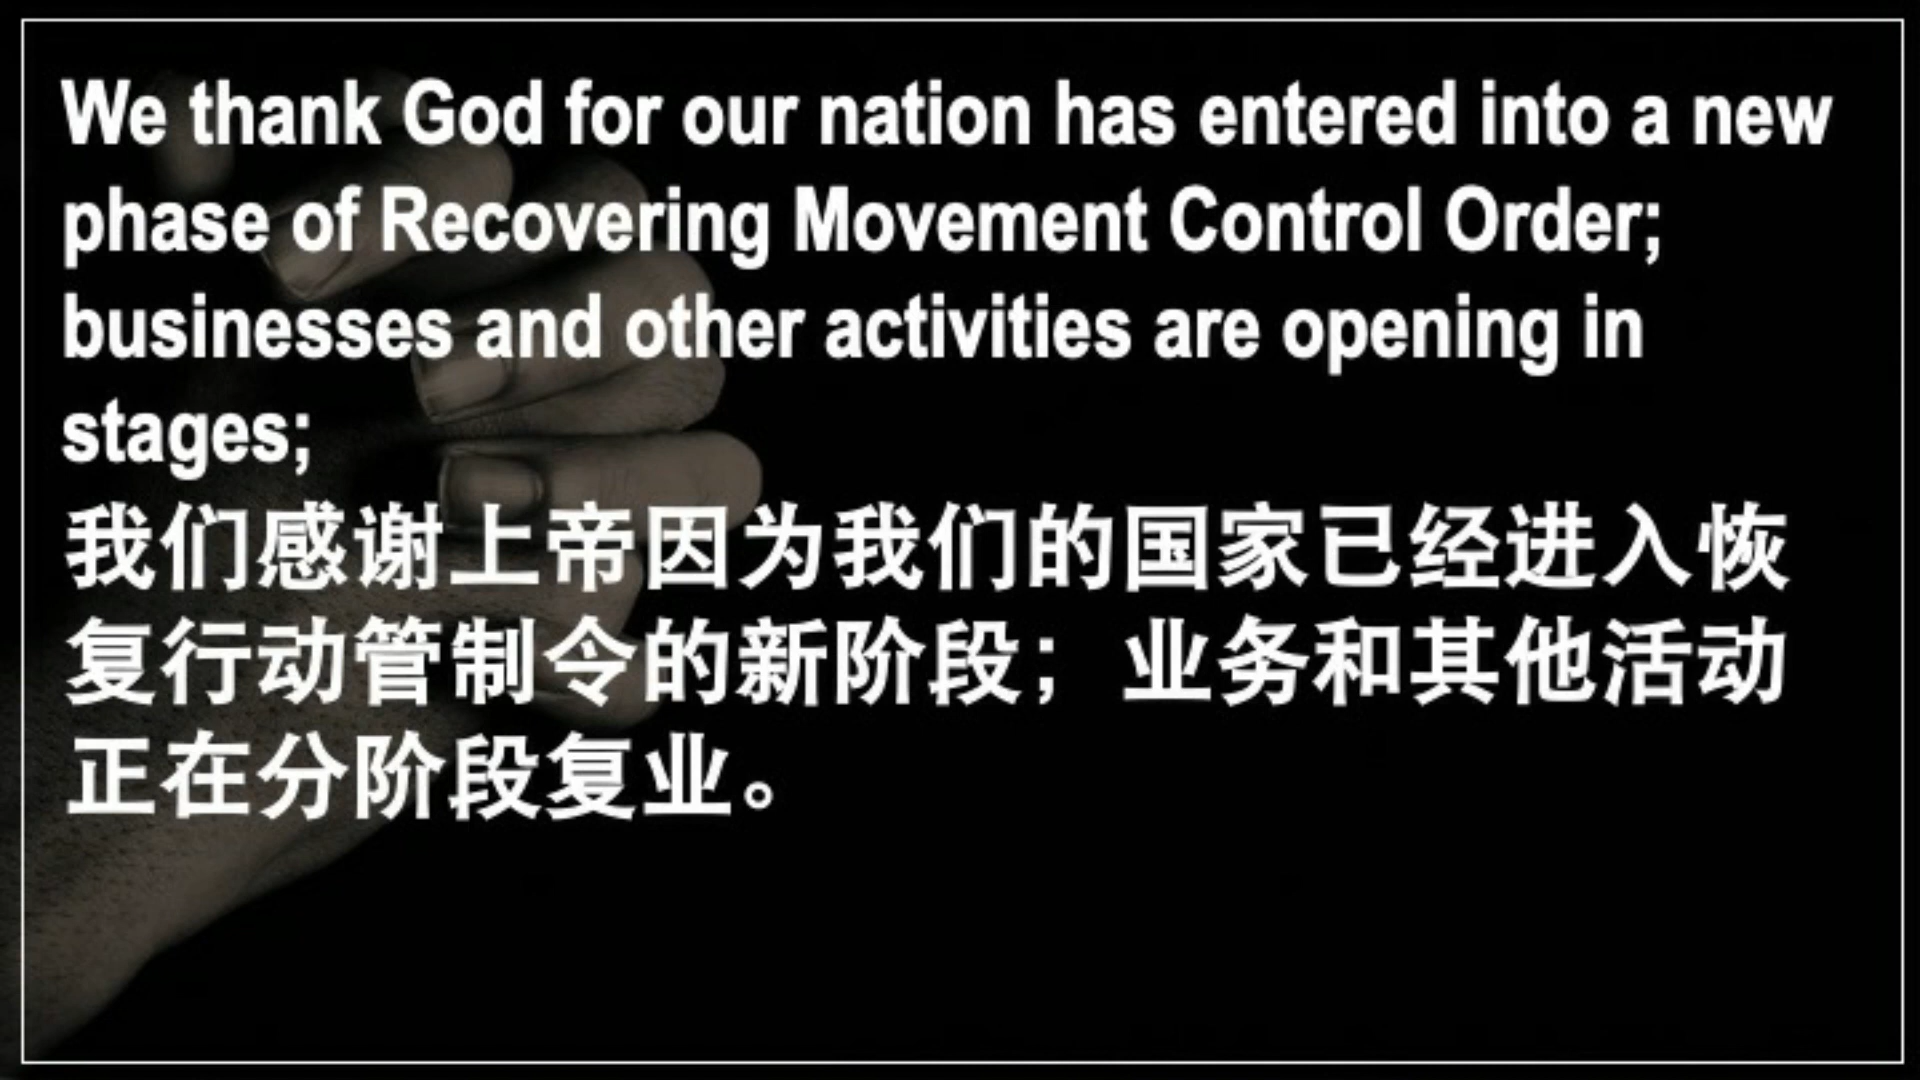 We thank God for our nation has entered into a new
phase of Recovering Movement Control Order;
businesses and other activities are opening in
stages;
我们感谢上帝因为我们的国家已经进入恢
复行动管制令的新阶段；业务和其他活动
正在分阶段复业。